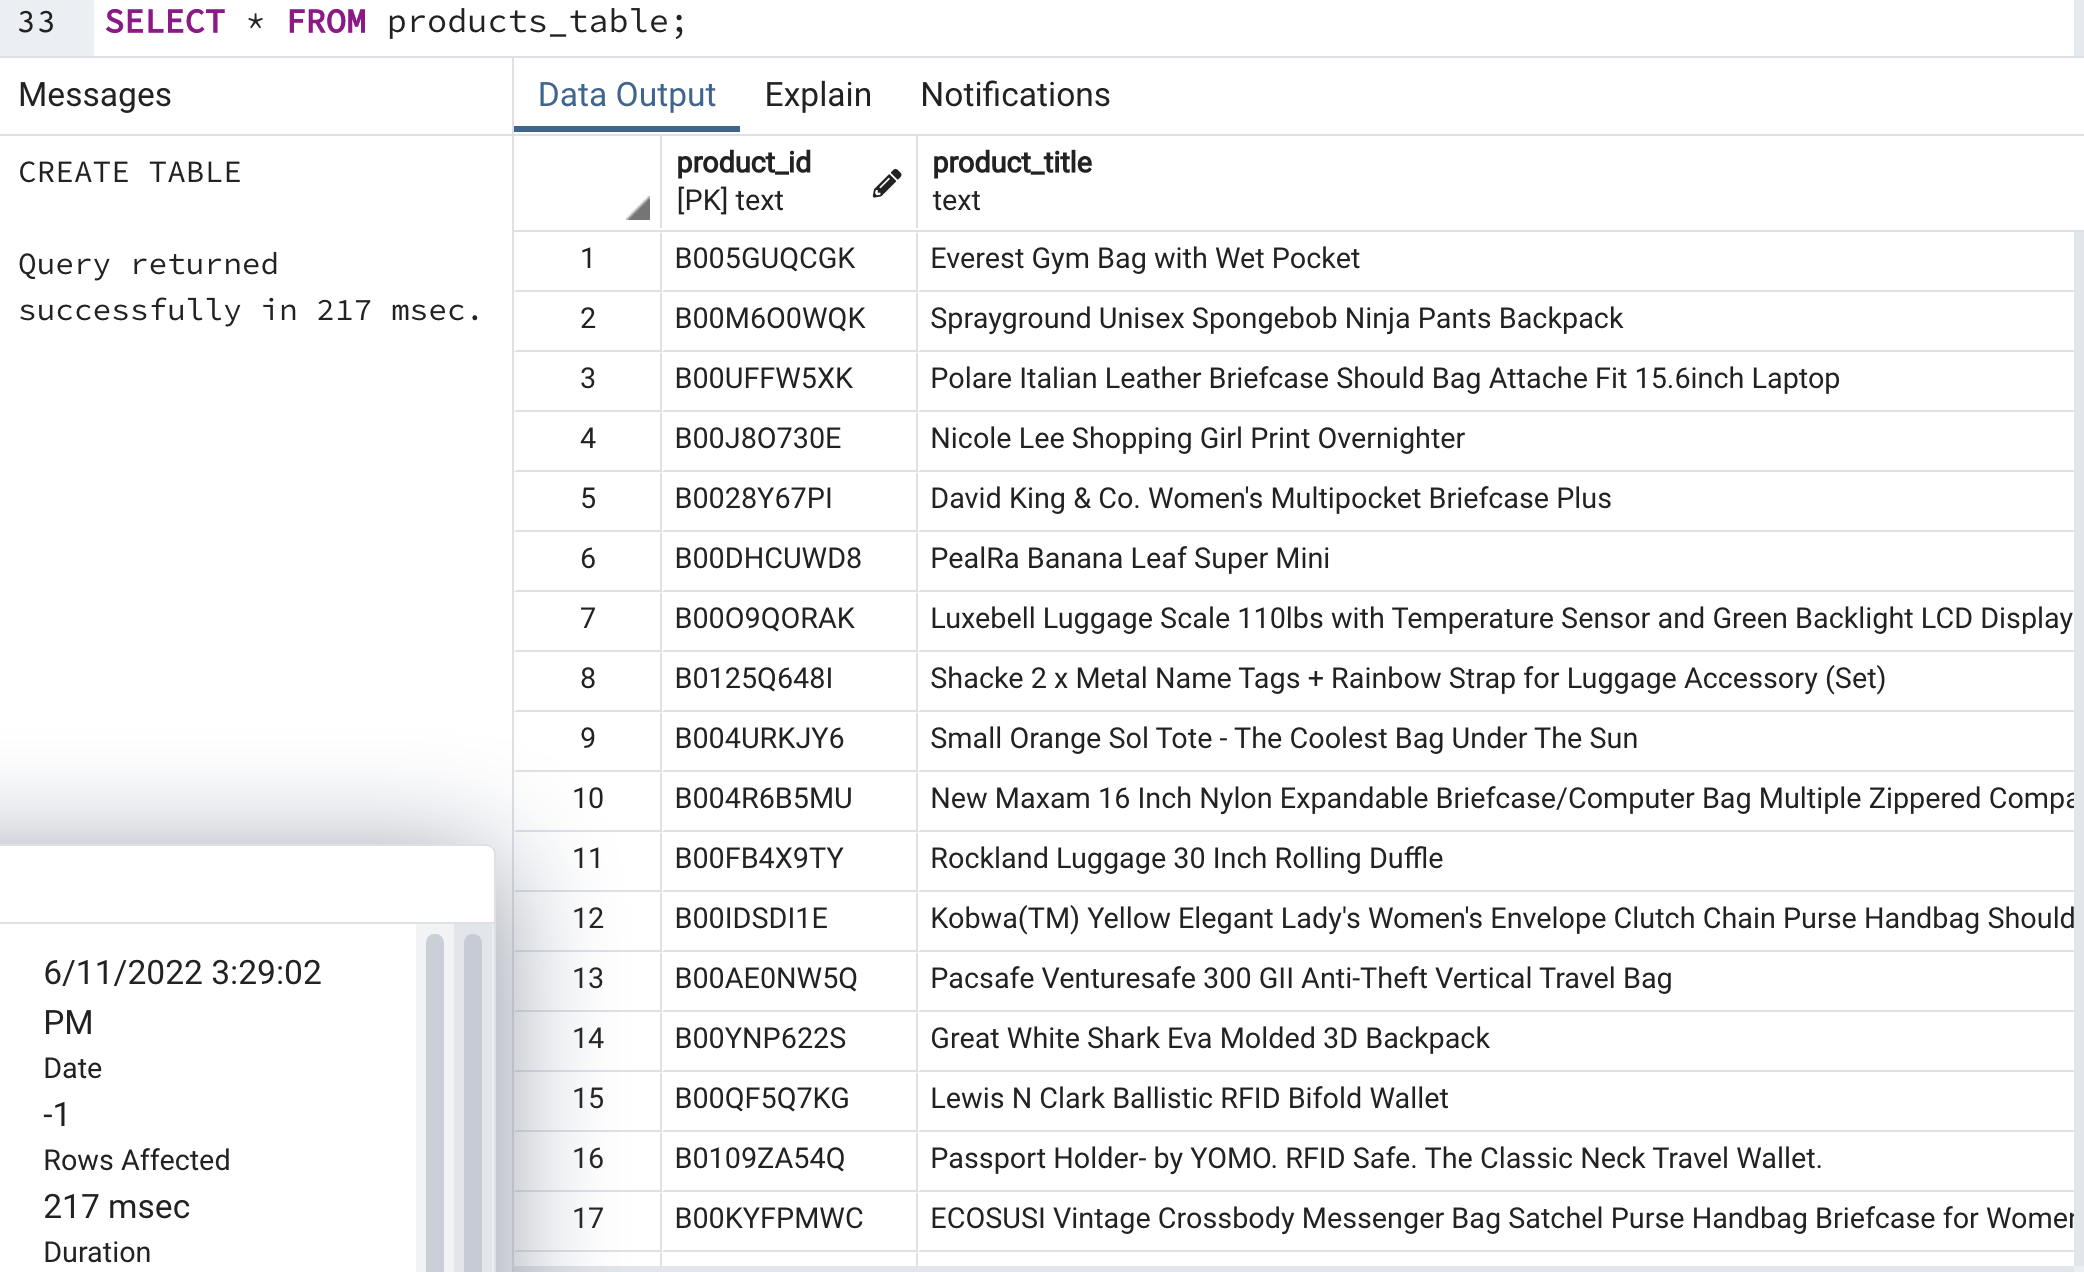 33 SELECT * FROM products_table;
Messages
Data Output Explain Notifications
CREATE TABLE
Query returned
successfully in 217 msec.
product_id product_title
[PK] text text
1 B005GUQCGK Everest Gym Bag with Wet Pocket
2 B00M6O0WQK Sprayground Unisex Spongebob Ninja Pants Backpack
3 B00UFFW5XK Polare Italian Leather Briefcase Should Bag Attache Fit 15.6inch Laptop
4 B00J8O730E Nicole Lee Shopping Girl Print Overnighter
5 B0028Y67PI David King & Co. Women's Multipocket Briefcase Plus
6 B00DHCUWD8 PealRa Banana Leaf Super Mini
7 B00O9QORAK Luxebell Luggage Scale 110lbs with Temperature Sensor and Green Backlight LCD Display
8 B0125Q648I Shacke 2 x Metal Name Tags + Rainbow Strap for Luggage Accessory (Set)
9 B004URKJY6 Small Orange Sol Tote - The Coolest Bag Under The Sun
10 B004R6B5MU New Maxam 16 Inch Nylon Expandable Briefcase/Computer Bag Multiple Zippered Compa
11 B00FB4X9TY Rockland Luggage 30 Inch Rolling Duffle
12 B00IDSDI1E Kobwa(TM) Yellow Elegant Lady's Women's Envelope Clutch Chain Purse Handbag Should
13 B00AE0NW5Q Pacsafe Venturesafe 300 GII Anti-Theft Vertical Travel Bag
14 B00YNP622S Great White Shark Eva Molded 3D Backpack
15 B00QF5Q7KG Lewis N Clark Ballistic RFID Bifold Wallet
16 B0109ZA54Q Passport Holder- by YOMO. RFID Safe. The Classic Neck Travel Wallet.
17 B00KYFPMWC ECOSUSI Vintage Crossbody Messenger Bag Satchel Purse Handbag Briefcase for Women
6/11/2022 3:29:02
PM
Date
-1
Rows Affected
217 msec
Duration